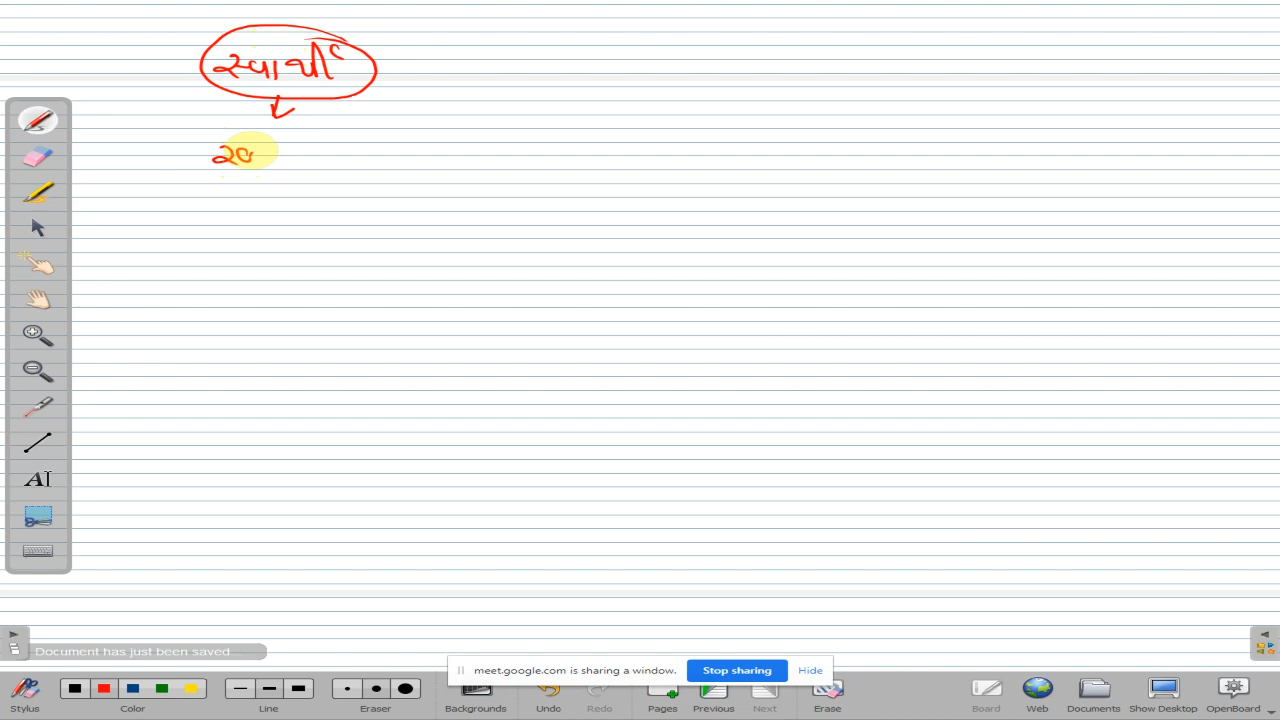 સ્વાર્થી
સ્વ
Document has just been saved
meet.google.com is sharing a window. Stop sharing Hide
Stylus Color Line Eraser Backgrounds Undo Redo Pages Previous Next Erase Board Web Documents Show Desktop OpenBoard